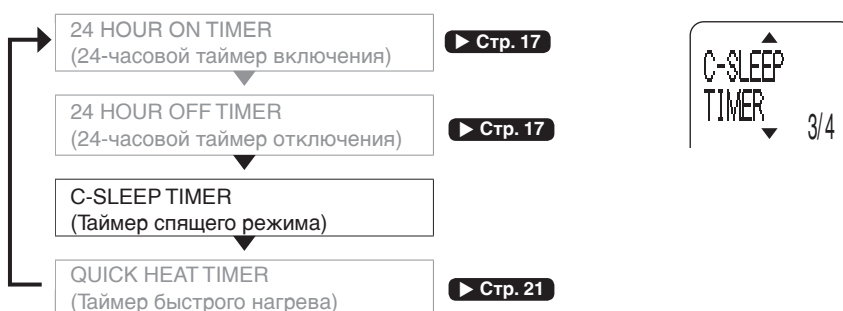 24 HOUR ON TIMER
(24-часовой таймер включения)
▶ Стр. 17
24 HOUR OFF TIMER
(24-часовой таймер отключения)
▶ Стр. 17
C-SLEEP TIMER
(Таймер спящего режима)
QUICK HEAT TIMER
(Таймер быстрого нагрева)
▶ Стр. 21
C-SLEEP
TIMER
3/4